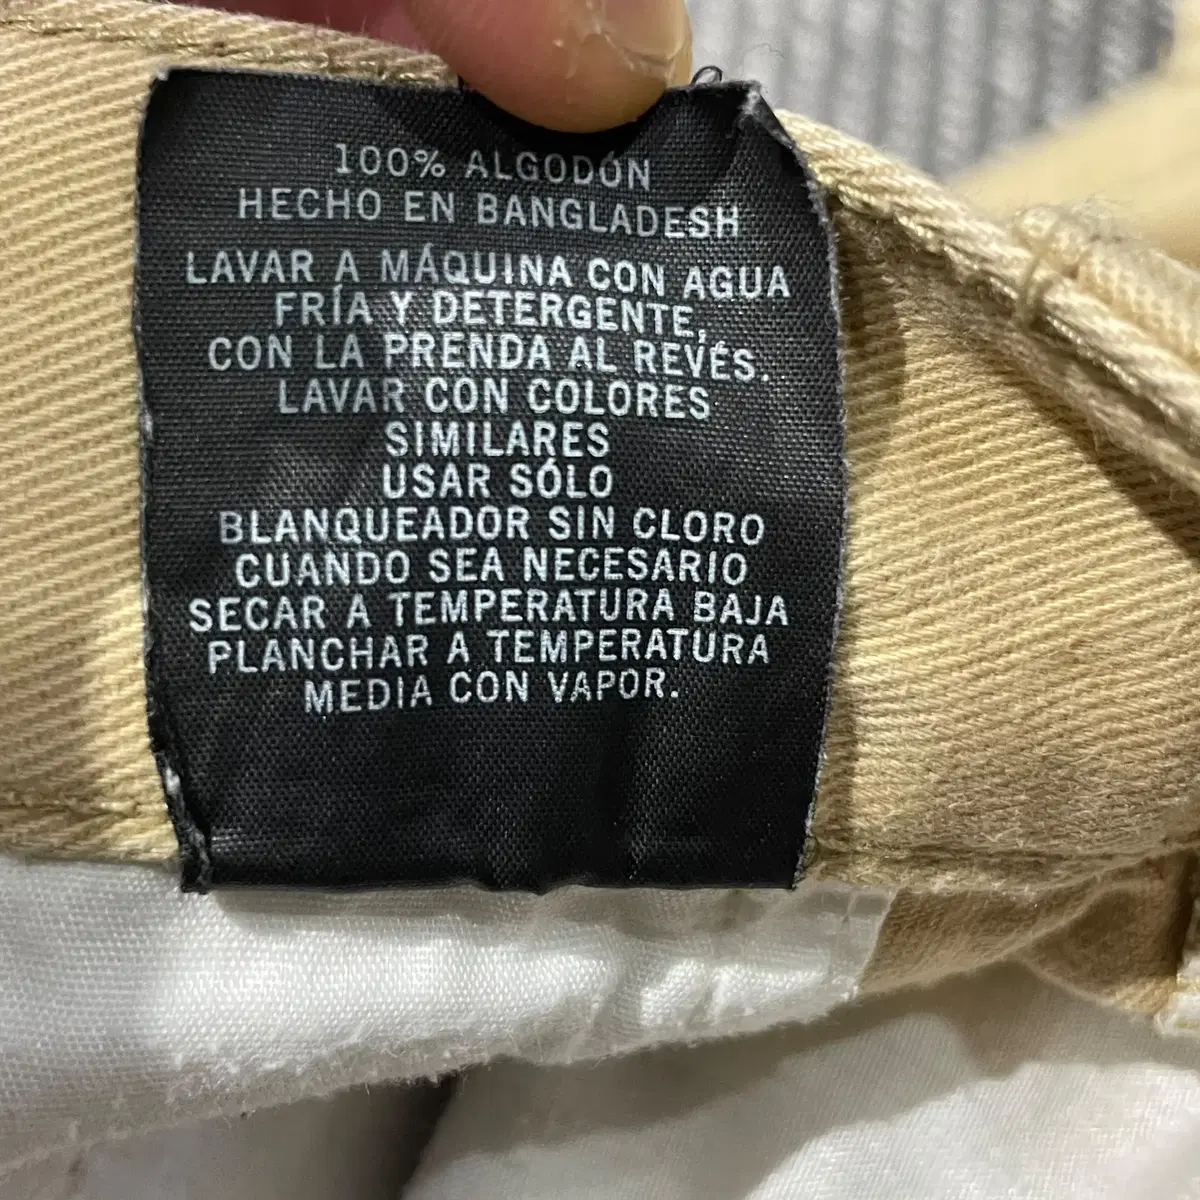 100% ALGODÓN
HECHO EN BANGLADESH
LAVAR A MÁQUINA CON AGUA
FRÍA Y DETERGENTE,
CON LA PRENDA AL REVÉS.
LAVAR CON COLORES
SIMILARES
USAR SÓLO
BLANQUEADOR SIN CLORO
CUANDO SEA NECESARIO
SECAR A TEMPERATURA BAJA
PLANCHAR A TEMPERATURA
MEDIA CON VAPOR.